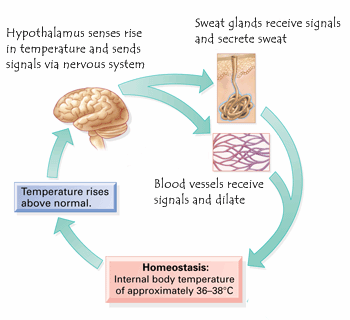 Hypothalamus senses rise
in temperature and sends
signals via nervous system
Sweat glands receive signals
and secrete sweat
Blood vessels receive
signals and dilate
Temperature rises
above normal.
Homeostasis:
Internal body temperature
of approximately 36–38°C